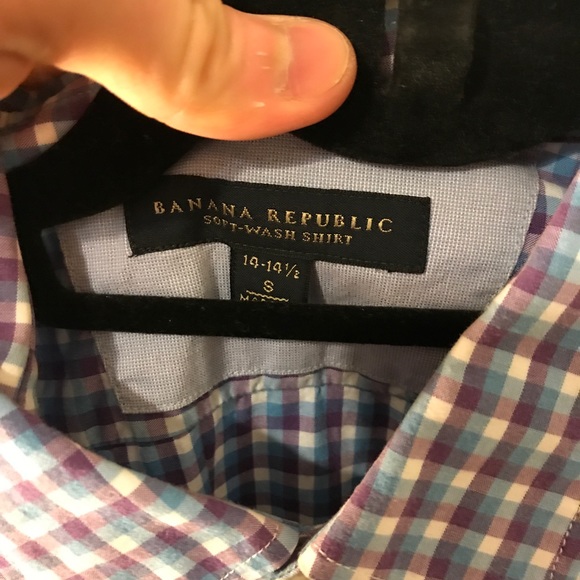 BANANA REPUBLIC
SOFT-WASH SHIRT
14-14½
S